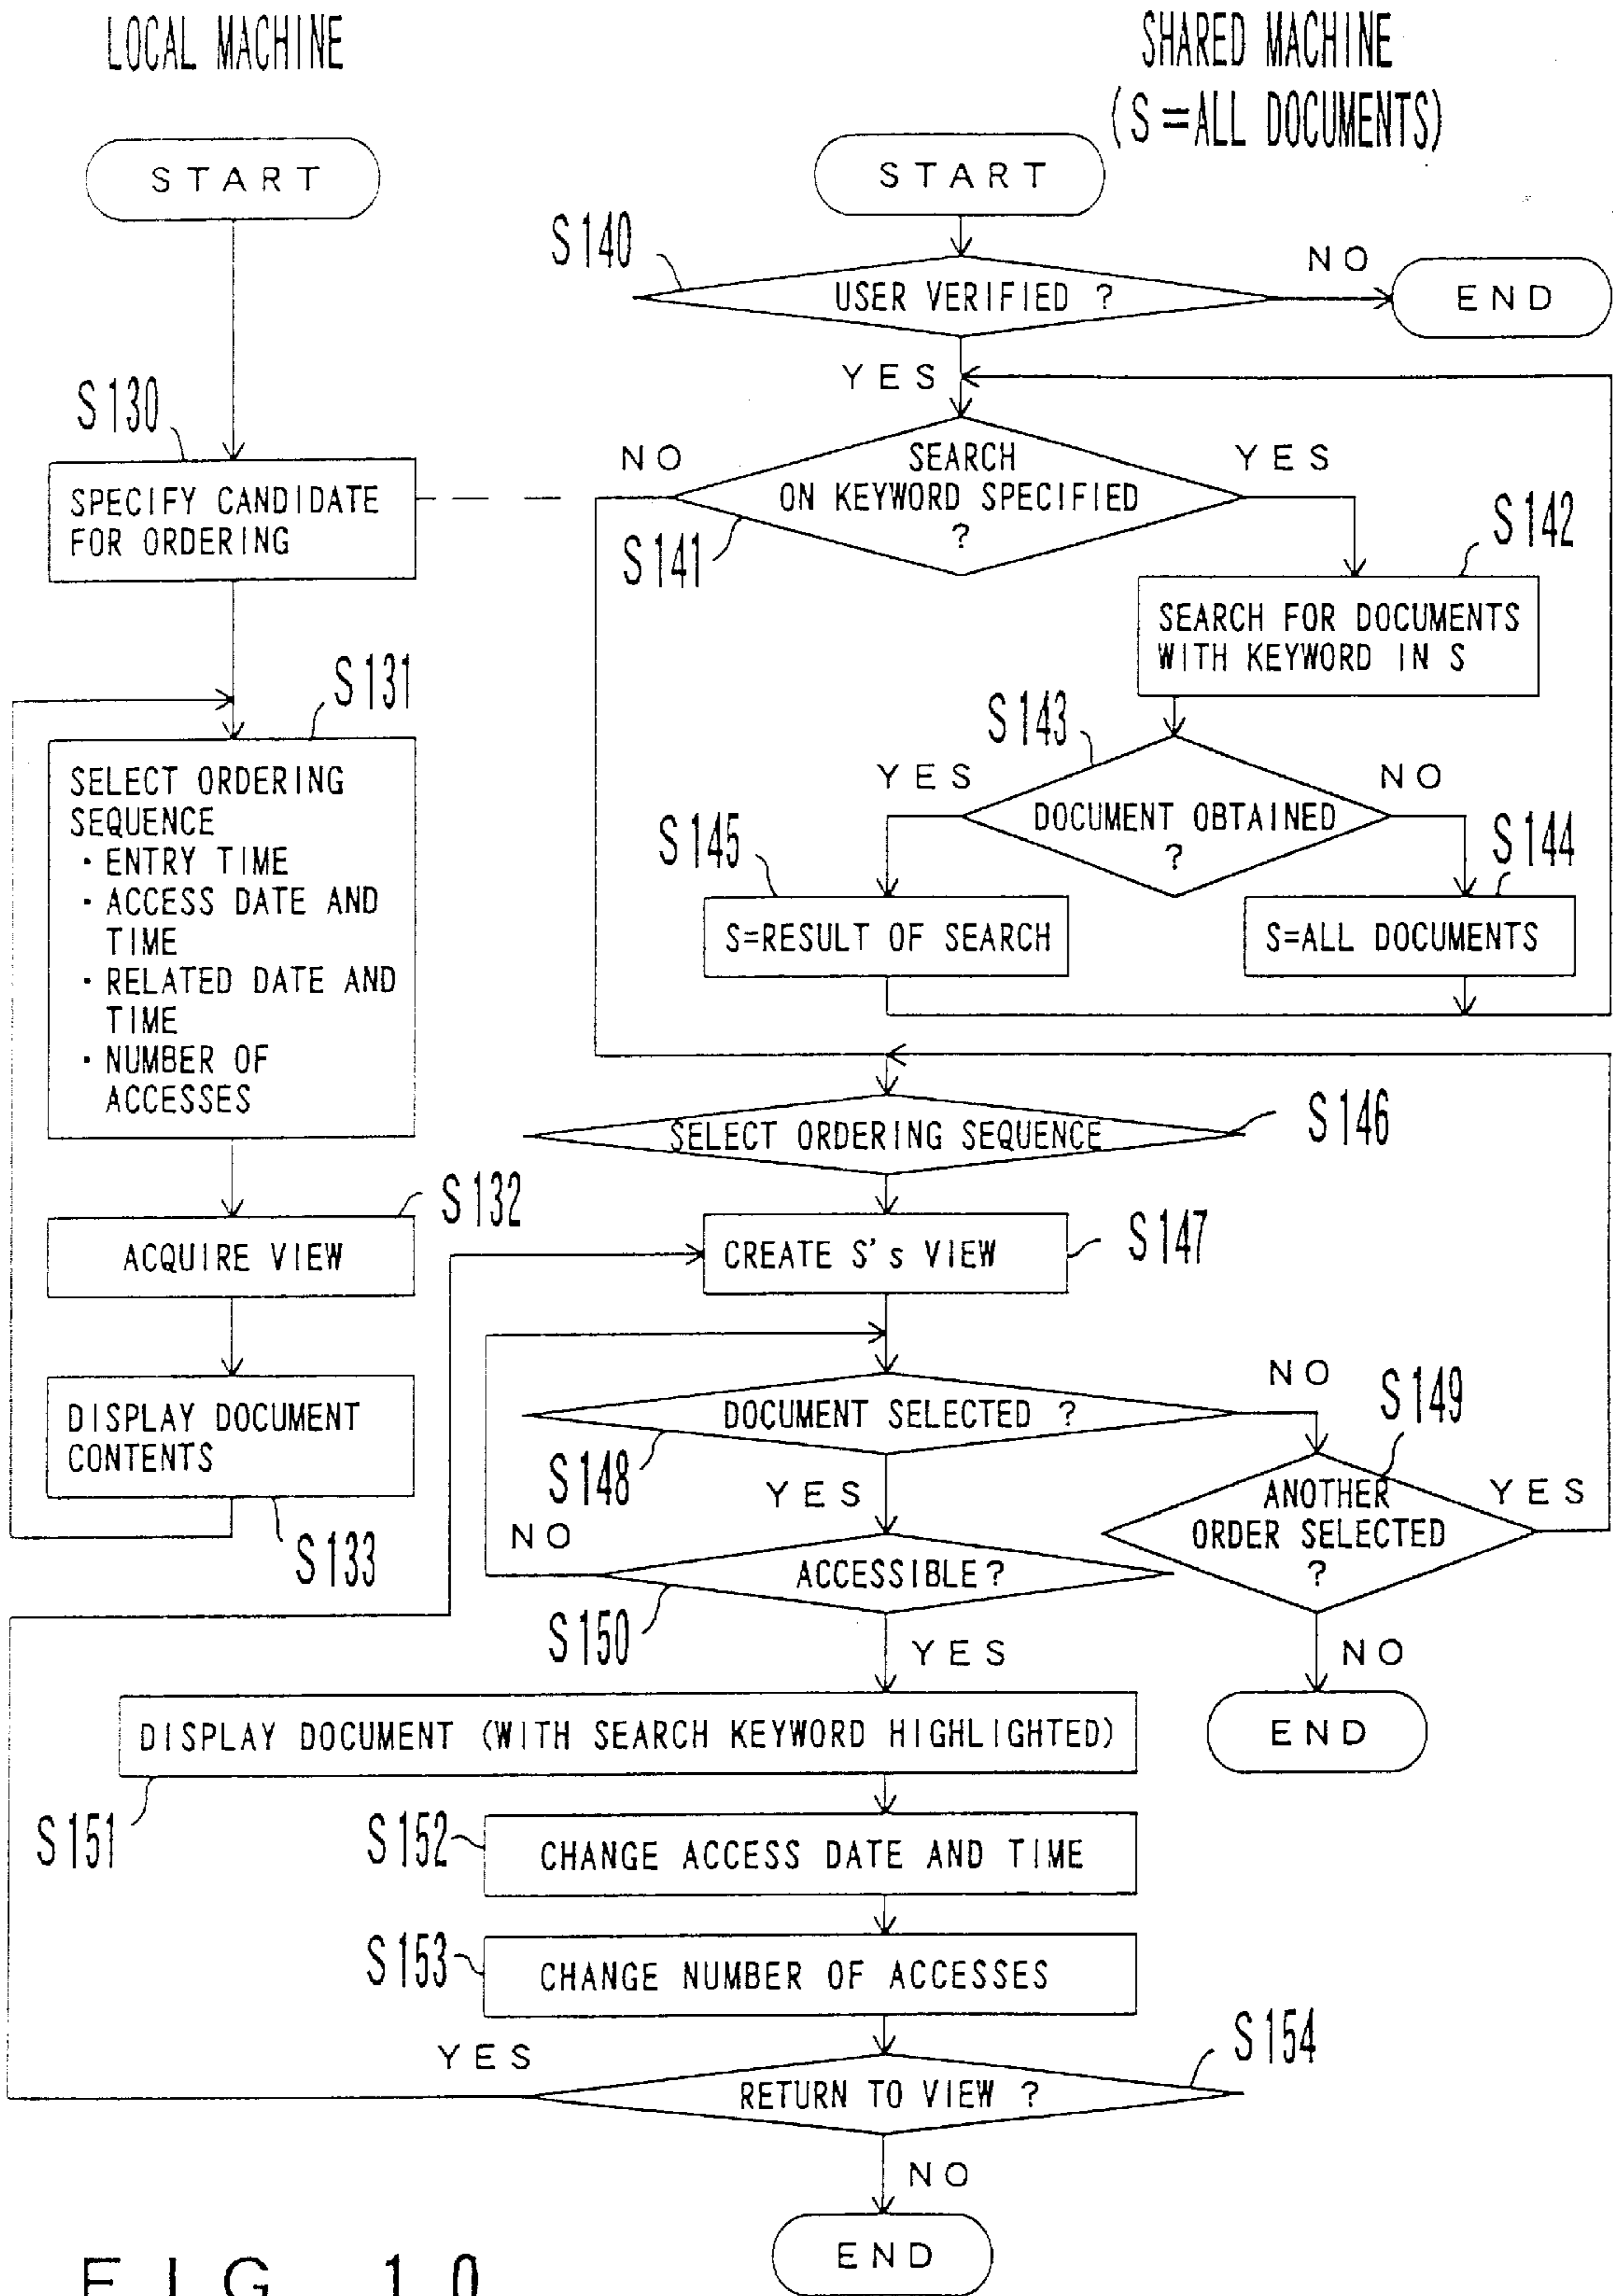 LOCAL MACHINE
SHARED MACHINE
(S=ALL DOCUMENTS)
START
START
S140
USER VERIFIED ?
NO
END
YES
S130
SPECIFY CANDIDATE
FOR ORDERING
NO
SEARCH
ON KEYWORD SPECIFIED
?
YES
S141
S142
SEARCH FOR DOCUMENTS
WITH KEYWORD IN S
S131
SELECT ORDERING
SEQUENCE
· ENTRY TIME
· ACCESS DATE AND
TIME
· RELATED DATE AND
TIME
· NUMBER OF
ACCESSES
S143
YES
NO
DOCUMENT OBTAINED
?
S145
S144
S=RESULT OF SEARCH
S=ALL DOCUMENTS
SELECT ORDERING SEQUENCE
S146
S132
ACQUIRE VIEW
CREATE S's VIEW
S147
DISPLAY DOCUMENT
CONTENTS
S133
DOCUMENT SELECTED ?
NO
S148
YES
S149
ANOTHER
ORDER SELECTED
?
YES
NO
ACCESSIBLE?
S150
YES
NO
END
DISPLAY DOCUMENT (WITH SEARCH KEYWORD HIGHLIGHTED)
S151
S152
CHANGE ACCESS DATE AND TIME
S153
CHANGE NUMBER OF ACCESSES
YES
S154
RETURN TO VIEW ?
NO
END
FIG. 10